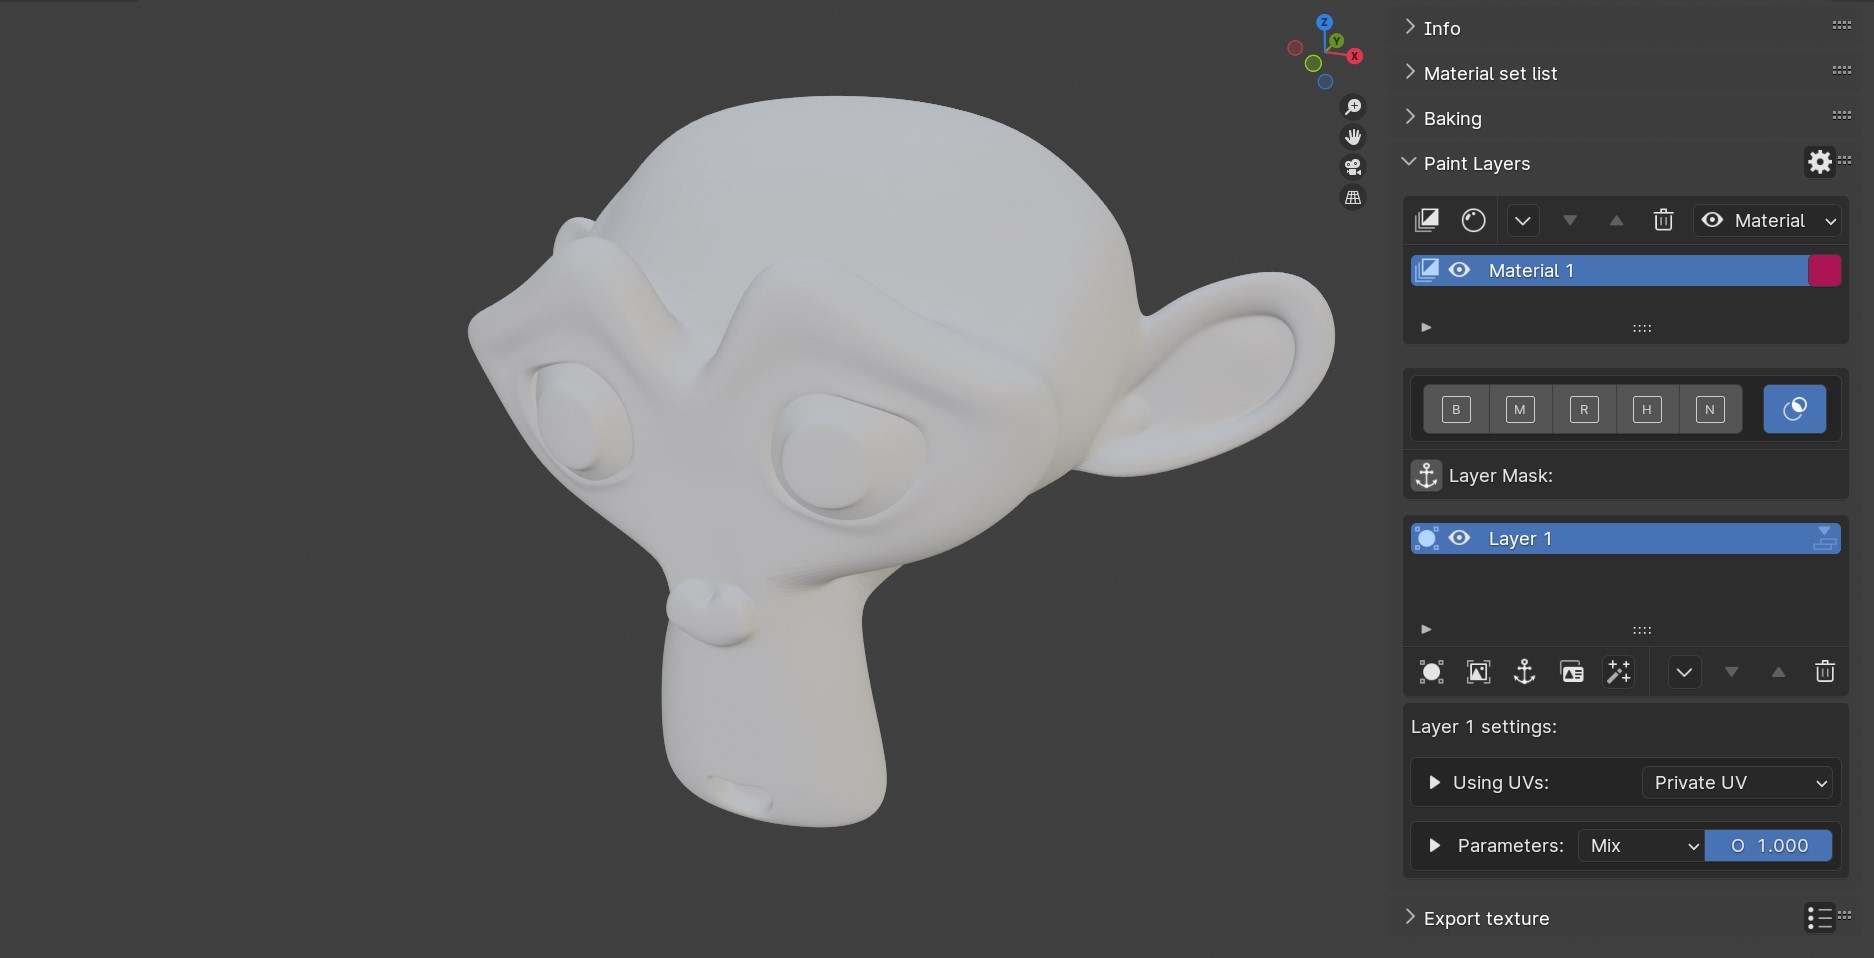 Z
Y
X
Info
Material set list
Baking
Paint Layers
Material
Material 1
B M R H N
Layer Mask:
Layer 1
Layer 1 settings:
Using UVs: Private UV
Parameters: Mix O 1.000
Export texture